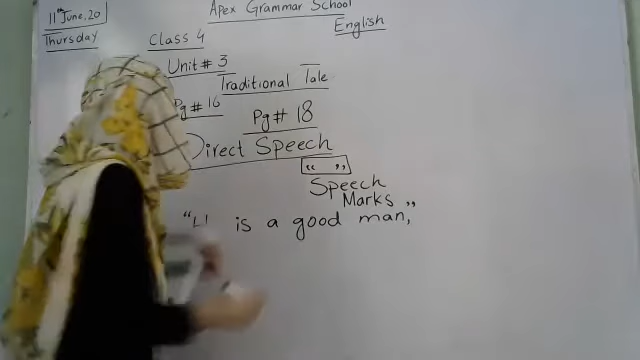 Apex Grammar School
11th June, 20
Thursday
English
Class 4
Unit # 3
Traditional Tale
Pg # 16
Pg # 18
Direct Speech
“ ”
Speech
Marks
“ is a good man, ”